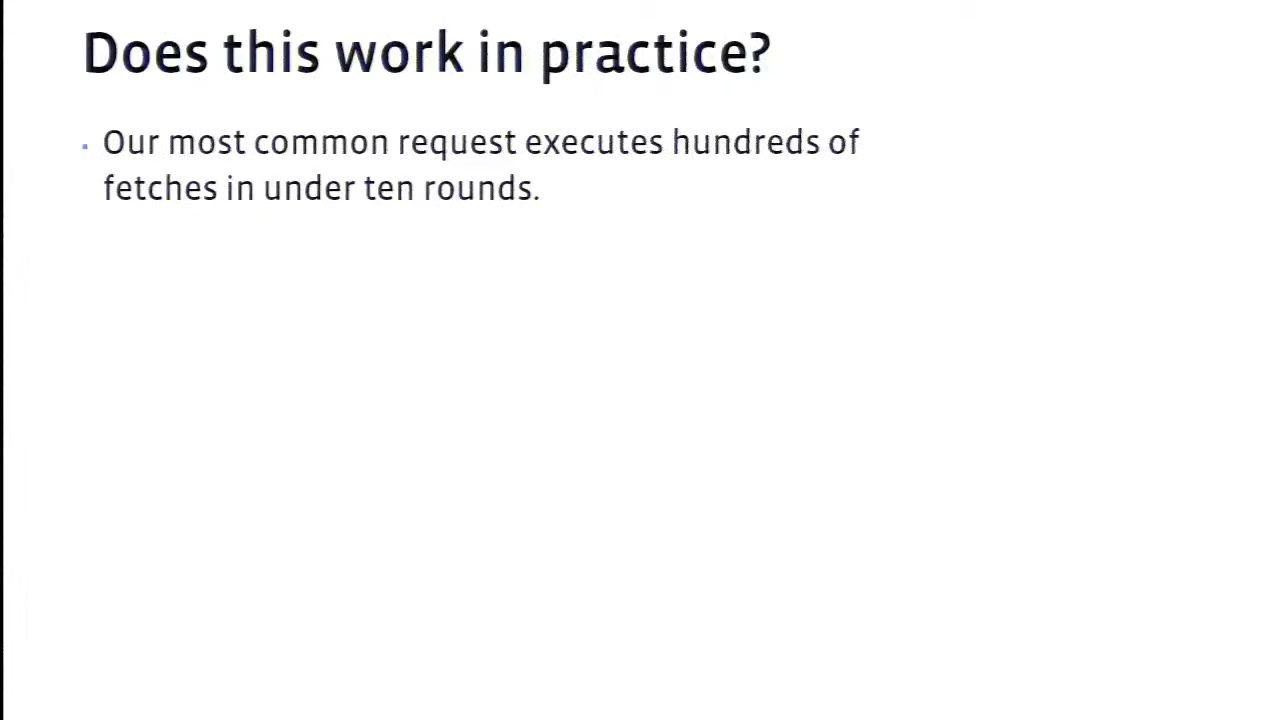 Does this work in practice?
· Our most common request executes hundreds of
fetches in under ten rounds.